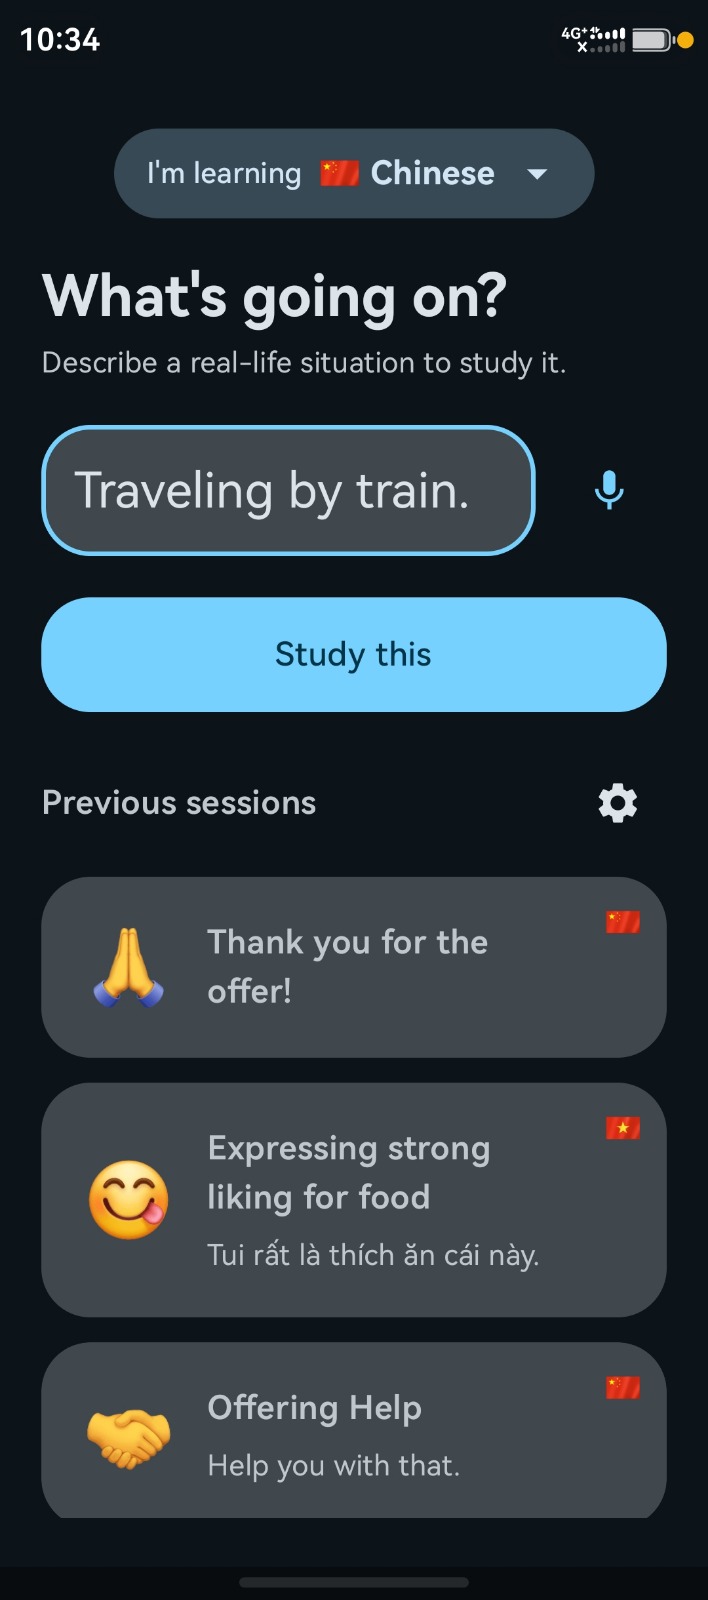 10:34
4G+
I'm learning 🇨🇳 Chinese
What's going on?
Describe a real-life situation to study it.
Traveling by train.
Study this
Previous sessions
Thank you for the
offer!
Expressing strong
liking for food
Tui rất là thích ăn cái này.
Offering Help
Help you with that.